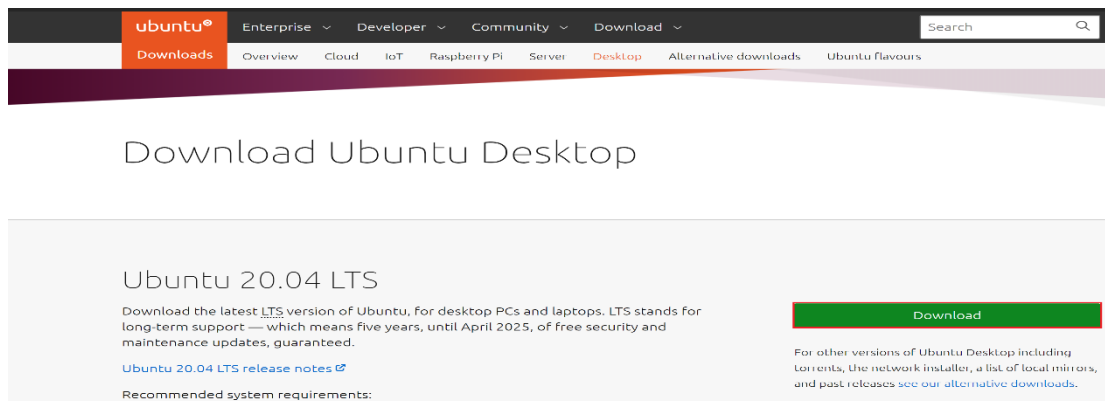 ubuntu® Enterprise Developer Community Download Search
Downloads Overview Cloud IoT Raspberry Pi Server Desktop Alternative downloads Ubuntu flavours
Download Ubuntu Desktop
Ubuntu 20.04 LTS
Download the latest LTS version of Ubuntu, for desktop PCs and laptops. LTS stands for
long-term support — which means five years, until April 2025, of free security and
maintenance updates, guaranteed.
Ubuntu 20.04 LTS release notes
Recommended system requirements:
Download
For other versions of Ubuntu Desktop including
torrents, the network installer, a list of local mirrors,
and past releases see our alternative downloads.